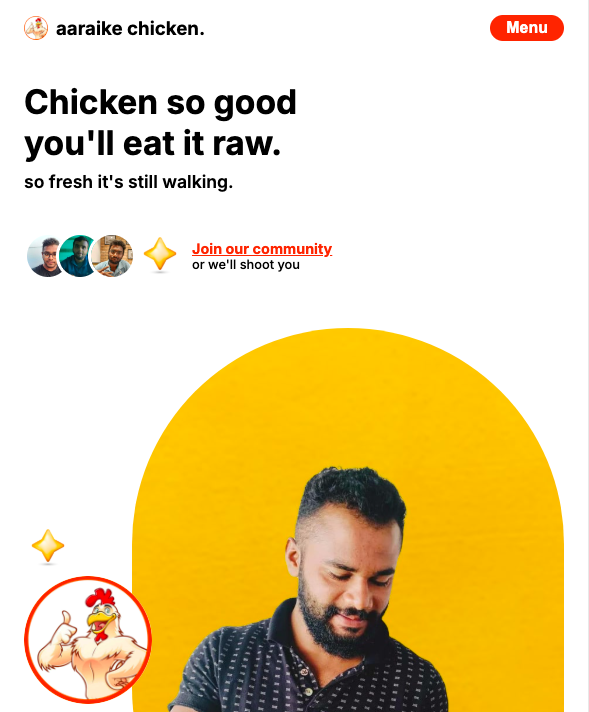 aaraike chicken.
Menu
Chicken so good
you'll eat it raw.
so fresh it's still walking.
Join our community
or we'll shoot you